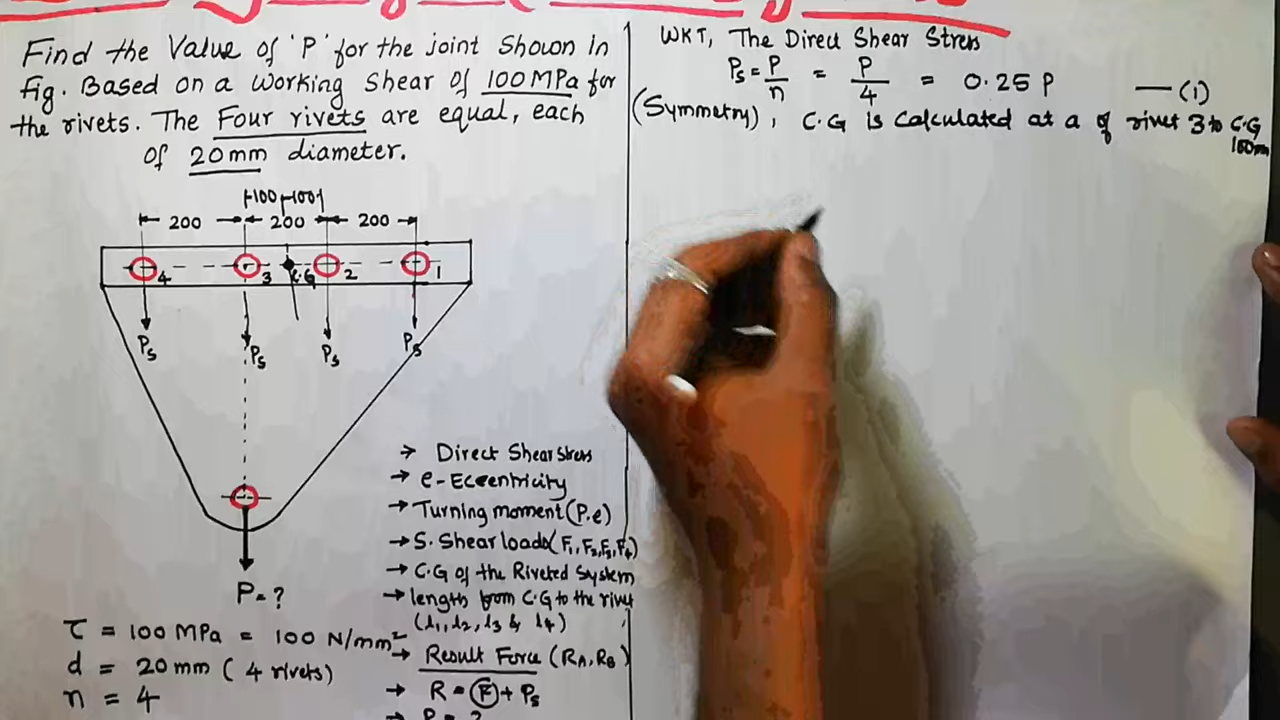 Find the Value of 'P' for the joint Shown in
fig. Based on a working Shear of 100 MPa for
the rivets. The Four rivets are equal, each
of 20 mm diameter.
100 100
200 200 200
4 3 C.G 2 1
Ps Ps Ps Ps
P = ?
τ = 100 MPa = 100 N/mm²
d = 20 mm ( 4 rivets)
n = 4
→ Direct Shear Stress
→ e - Eccentricity
→ Turning moment (P.e)
→ S. Shear loads (F1, F2, F3, F4)
→ C.G of the Riveted System
→ length from C.G to the rivet
(l1, l2, l3 & l4)
→ Result Force (RA, RB)
→ R = F + Ps
→ P = ?
WKT, The Direct Shear Stress
Ps = P/n = P/4 = 0.25 P — (1)
(Symmetry), C.G is Calculated at a of rivet 3 to C.G
100mm